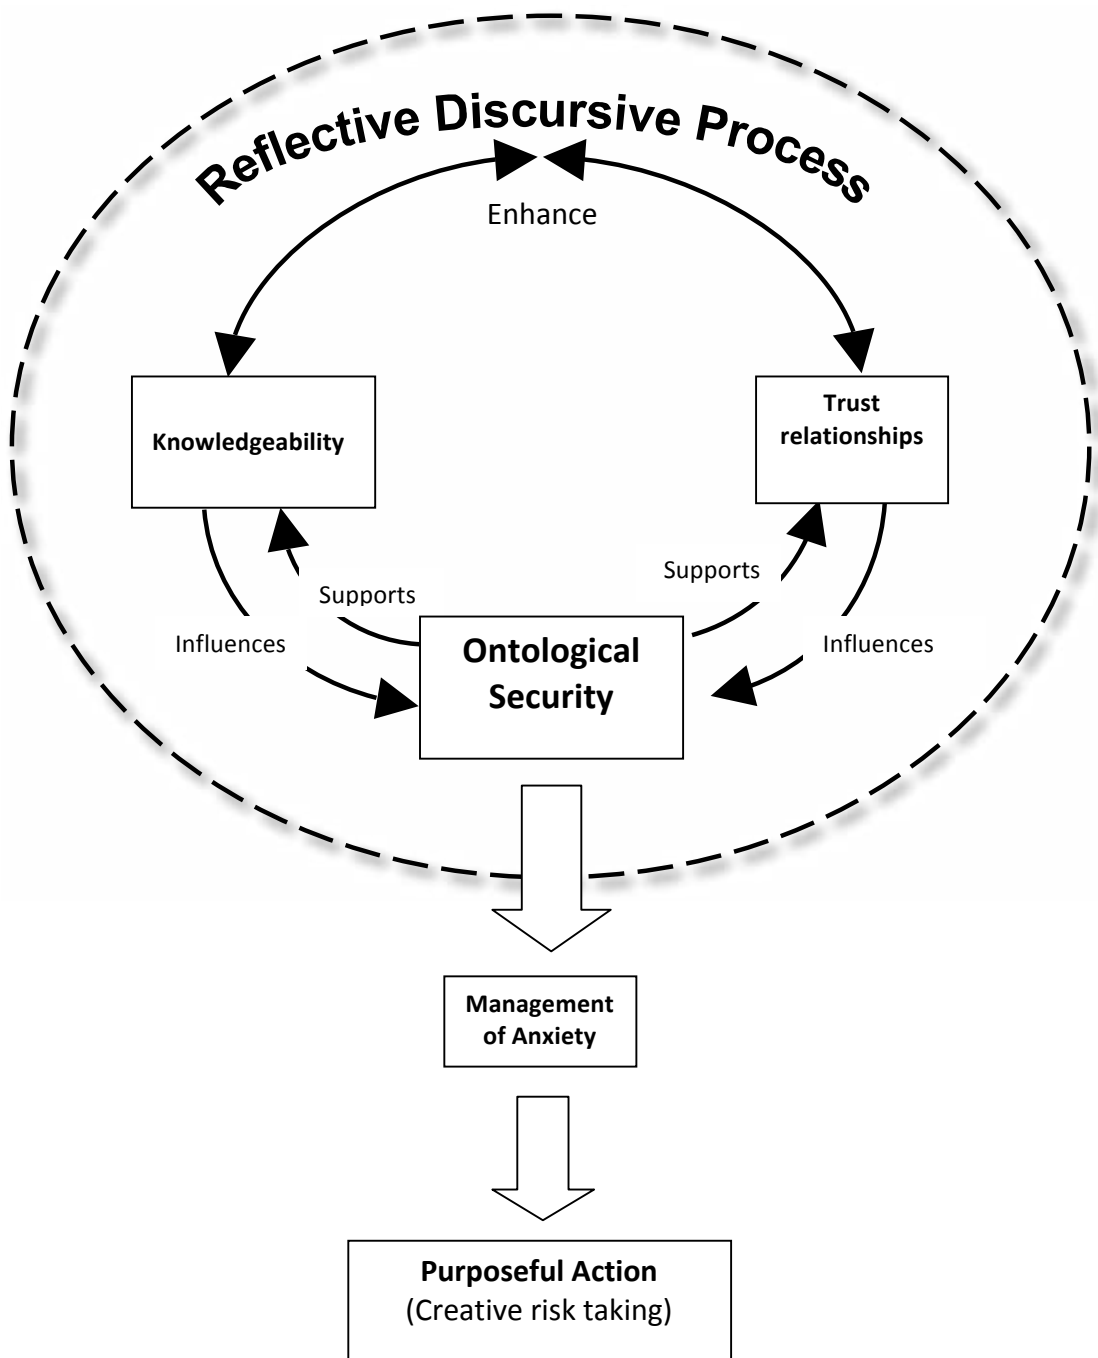 Reflective Discursive Process
Enhance
Knowledgeability
Trust
relationships
Supports
Supports
Influences
Influences
Ontological
Security
Management
of Anxiety
Purposeful Action
(Creative risk taking)